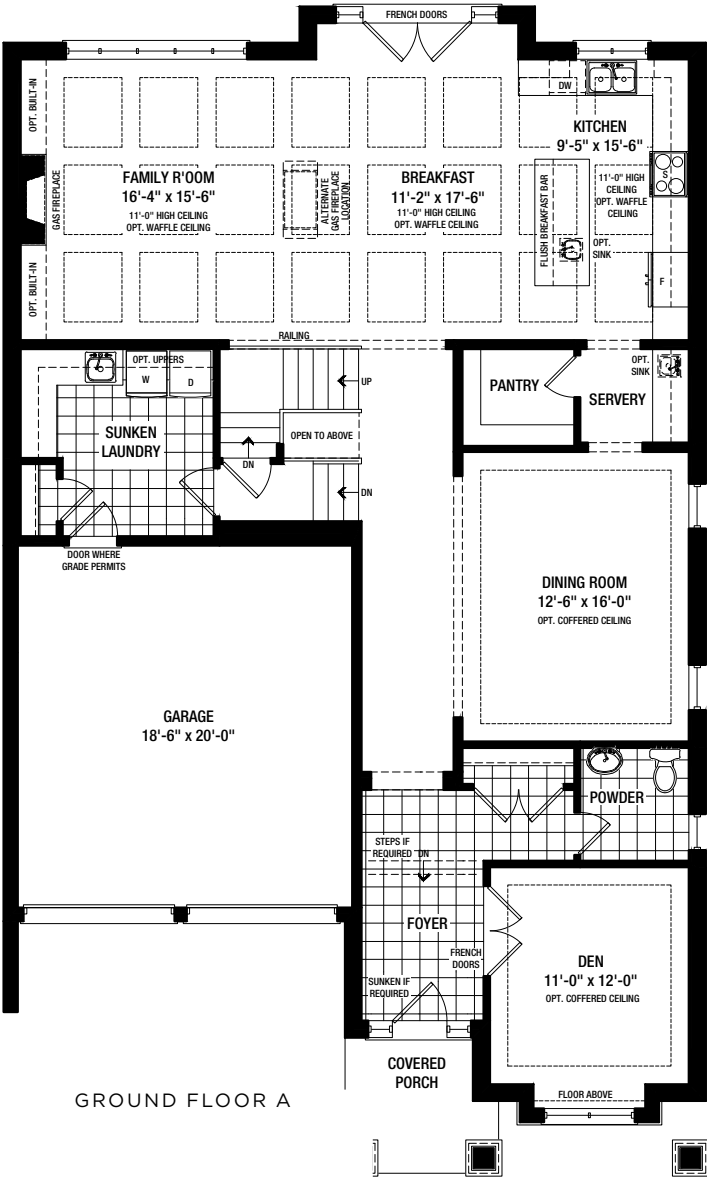 FRENCH DOORS
OPT. BUILT-IN
DW
KITCHEN
9'-5" x 15'-6"
GAS FIREPLACE
FAMILY R'OOM
16'-4" x 15'-6"
11'-0" HIGH CEILING
OPT. WAFFLE CEILING
ALTERNATE
GAS FIREPLACE
LOCATION
BREAKFAST
11'-2" x 17'-6"
11'-0" HIGH CEILING
OPT. WAFFLE CEILING
FLUSH BREAKFAST BAR
11'-0" HIGH
CEILING
OPT. WAFFLE
CEILING
S
OPT.
SINK
F
OPT. BUILT-IN
RAILING
OPT. UPPERS
W
D
UP
PANTRY
OPT.
SINK
SERVERY
SUNKEN
LAUNDRY
OPEN TO ABOVE
DN
DN
DOOR WHERE
GRADE PERMITS
DINING ROOM
12'-6" x 16'-0"
OPT. COFFERED CEILING
GARAGE
18'-6" x 20'-0"
POWDER
STEPS IF
REQUIRED DN
FOYER
FRENCH
DOORS
DEN
11'-0" x 12'-0"
OPT. COFFERED CEILING
SUNKEN IF
REQUIRED
COVERED
PORCH
FLOOR ABOVE
GROUND FLOOR A